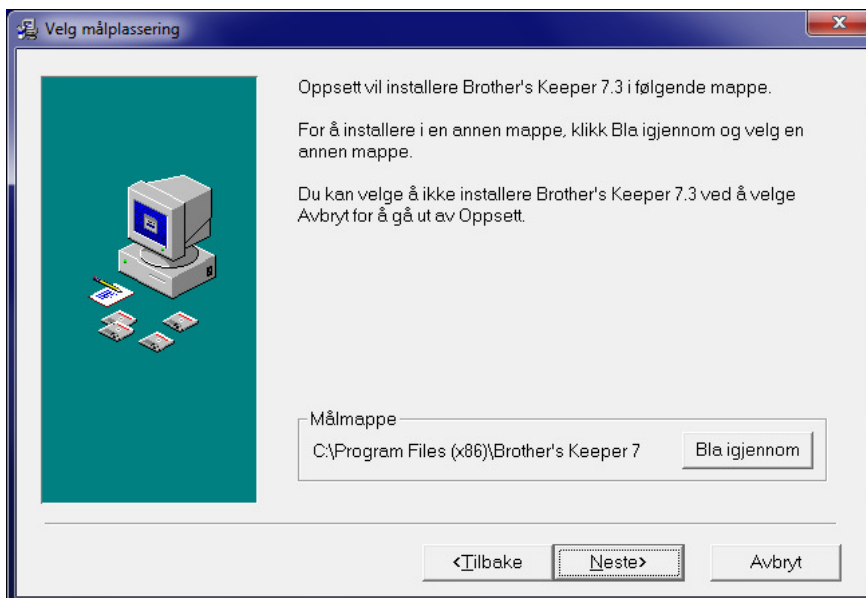 Velg målplassering
Oppsett vil installere Brother's Keeper 7.3 i følgende mappe.
For å installere i en annen mappe, klikk Bla igjennom og velg en
annen mappe.
Du kan velge å ikke installere Brother's Keeper 7.3 ved å velge
Avbryt for å gå ut av Oppsett.
Målmappe
C:\Program Files (x86)\Brother's Keeper 7
Bla igjennom
<Tilbake
Neste>
Avbryt